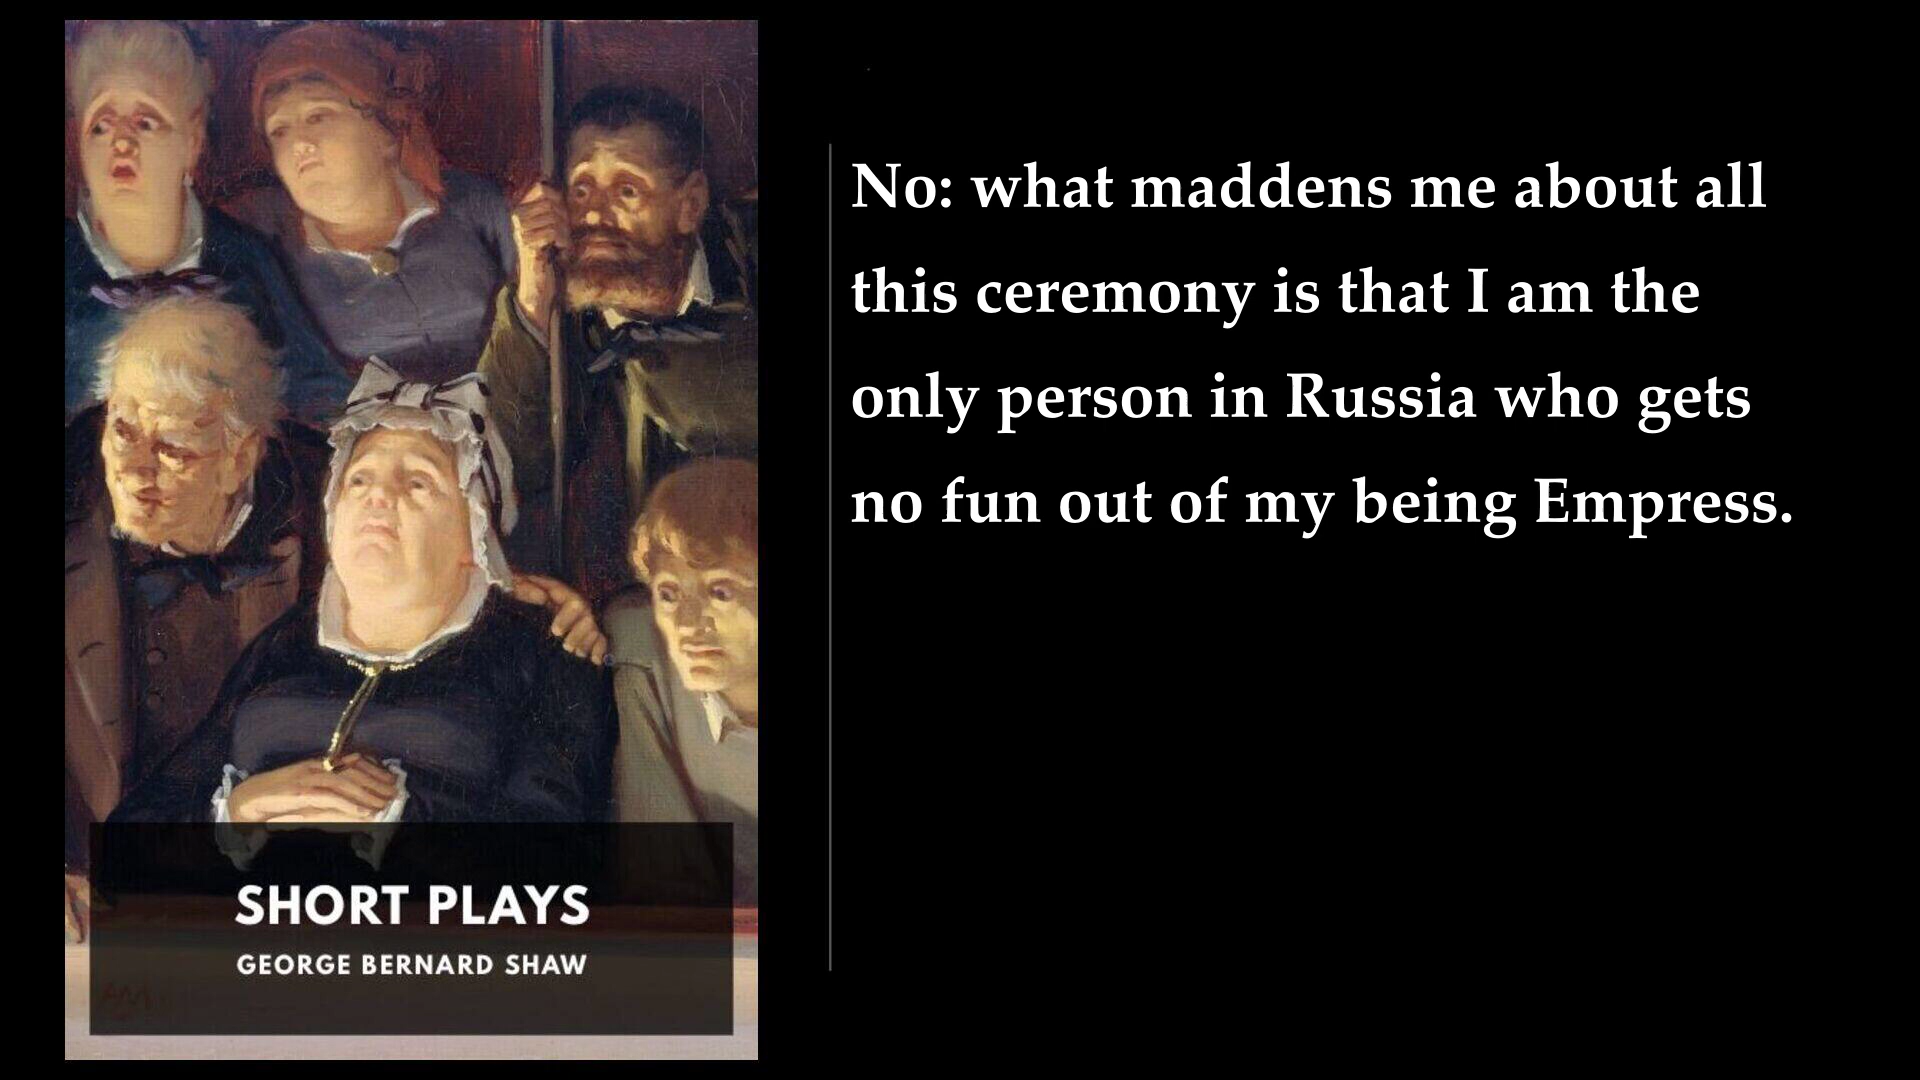 No: what maddens me about all
this ceremony is that I am the
only person in Russia who gets
no fun out of my being Empress.
SHORT PLAYS
GEORGE BERNARD SHAW